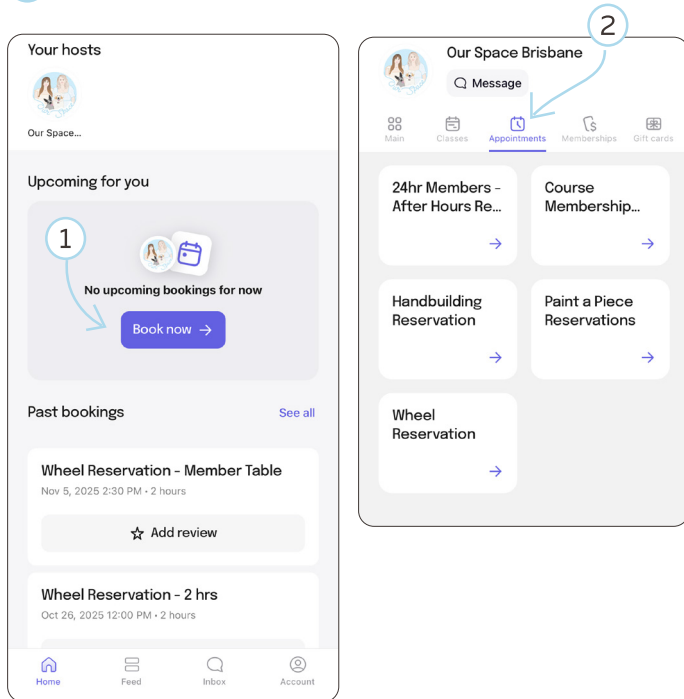 Your hosts
Our Space...
Upcoming for you
1
No upcoming bookings for now
Book now →
Past bookings
See all
Wheel Reservation - Member Table
Nov 5, 2025 2:30 PM • 2 hours
Add review
Wheel Reservation - 2 hrs
Oct 26, 2025 12:00 PM • 2 hours
Home
Feed
Inbox
Account
2
Our Space Brisbane
Message
Main
Classes
Appointments
Memberships
Gift cards
24hr Members -
After Hours Re...
→
Course
Membership...
→
Handbuilding
Reservation
→
Paint a Piece
Reservations
→
Wheel
Reservation
→